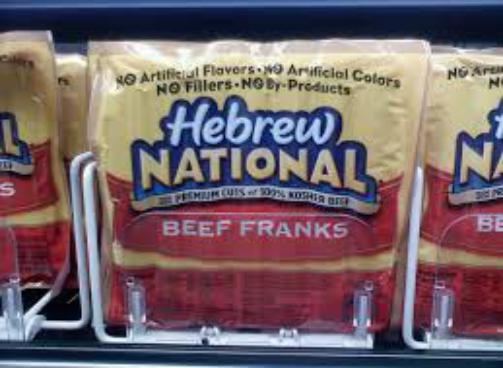 NO Artificial Flavors • NO Artificial Colors
NO Fillers • NO By-Products
Hebrew
NATIONAL
PREMIUM CUTS of 100% KOSHER BEEF
BEEF FRANKS